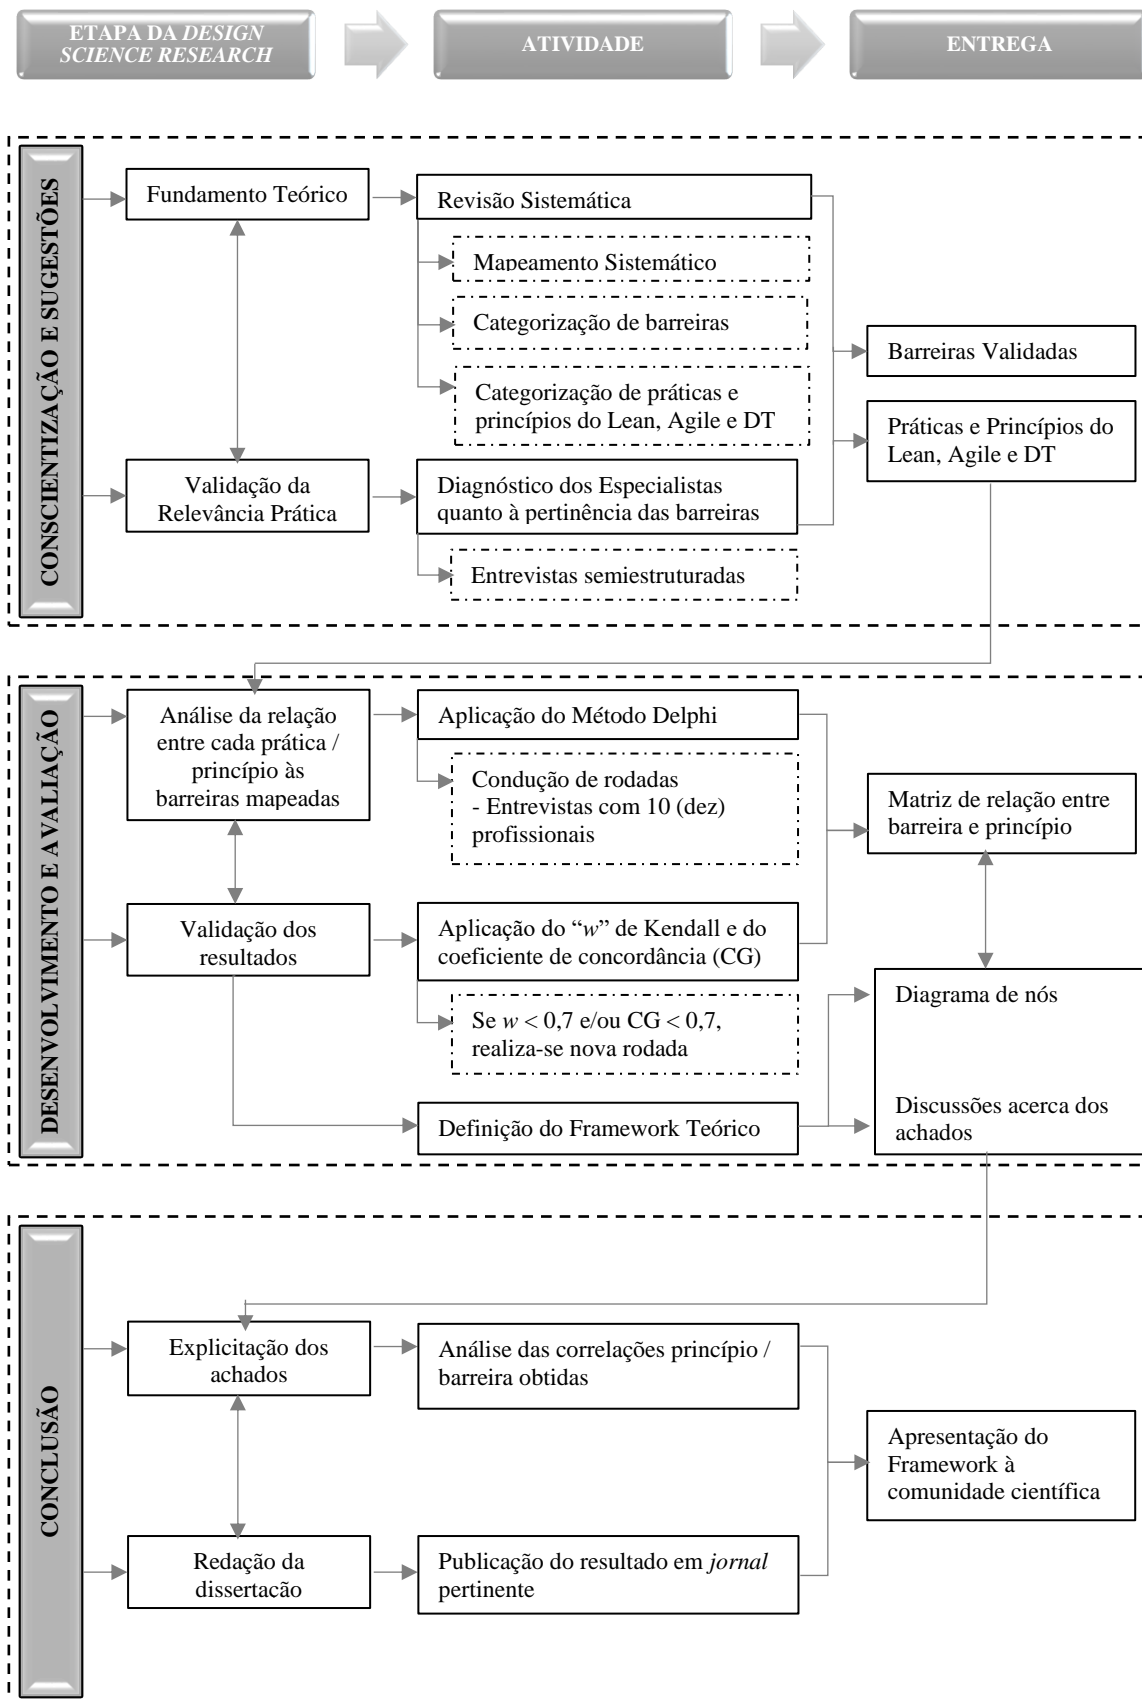 ETAPA DA DESIGN
SCIENCE RESEARCH
ATIVIDADE
ENTREGA
CONSCIENTIZAÇÃO E SUGESTÕES
Fundamento Teórico
Revisão Sistemática
Mapeamento Sistemático
Categorização de barreiras
Categorização de práticas e
princípios do Lean, Agile e DT
Barreiras Validadas
Práticas e Princípios do
Lean, Agile e DT
Validação da
Relevância Prática
Diagnóstico dos Especialistas
quanto à pertinência das barreiras
Entrevistas semiestruturadas
DESENVOLVIMENTO E AVALIAÇÃO
Análise da relação
entre cada prática /
princípio às
barreiras mapeadas
Aplicação do Método Delphi
Condução de rodadas
- Entrevistas com 10 (dez)
profissionais
Matriz de relação entre
barreira e princípio
Validação dos
resultados
Aplicação do “w” de Kendall e do
coeficiente de concordância (CG)
Se w < 0,7 e/ou CG < 0,7,
realiza-se nova rodada
Definição do Framework Teórico
Diagrama de nós
Discussões acerca dos
achados
CONCLUSÃO
Explicitação dos
achados
Análise das correlações princípio /
barreira obtidas
Apresentação do
Framework à
comunidade científica
Redação da
dissertação
Publicação do resultado em jornal
pertinente